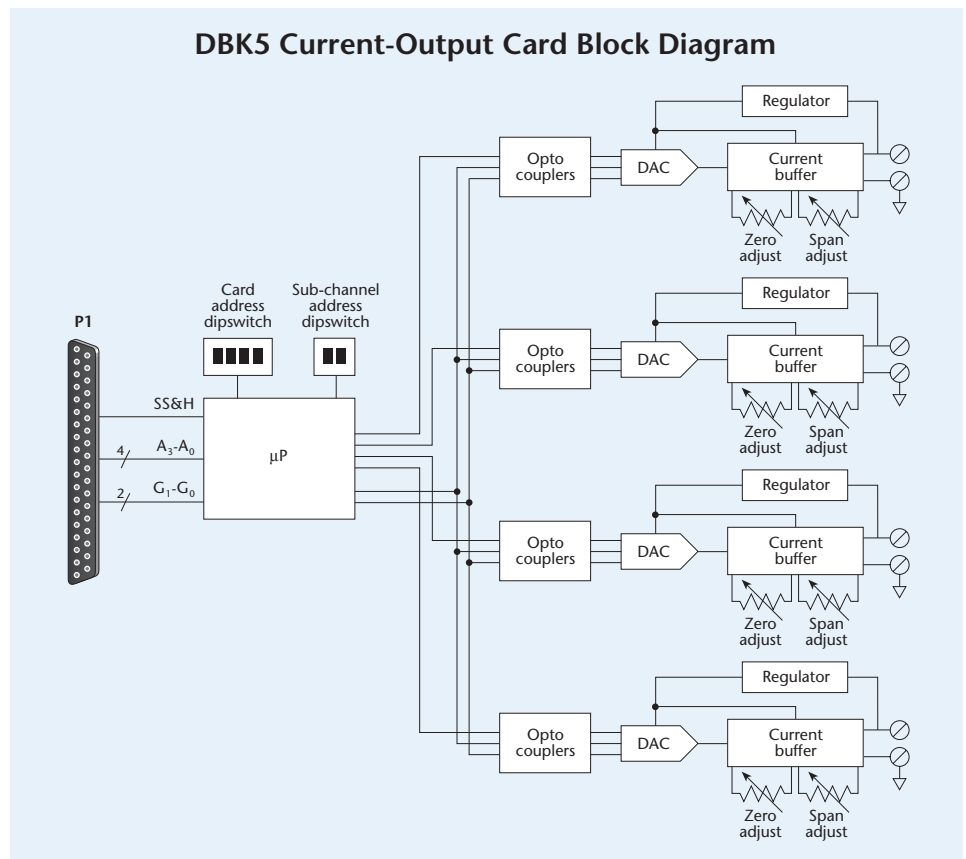 DBK5 Current-Output Card Block Diagram
Regulator
Opto
couplers
DAC
Current
buffer
Zero
adjust
Span
adjust
Card
address
dipswitch
Sub-channel
address
dipswitch
P1
Regulator
Opto
couplers
DAC
Current
buffer
Zero
adjust
Span
adjust
SS&H
4
A₃-A₀
2
G₁-G₀
µP
Regulator
Opto
couplers
DAC
Current
buffer
Zero
adjust
Span
adjust
Regulator
Opto
couplers
DAC
Current
buffer
Zero
adjust
Span
adjust